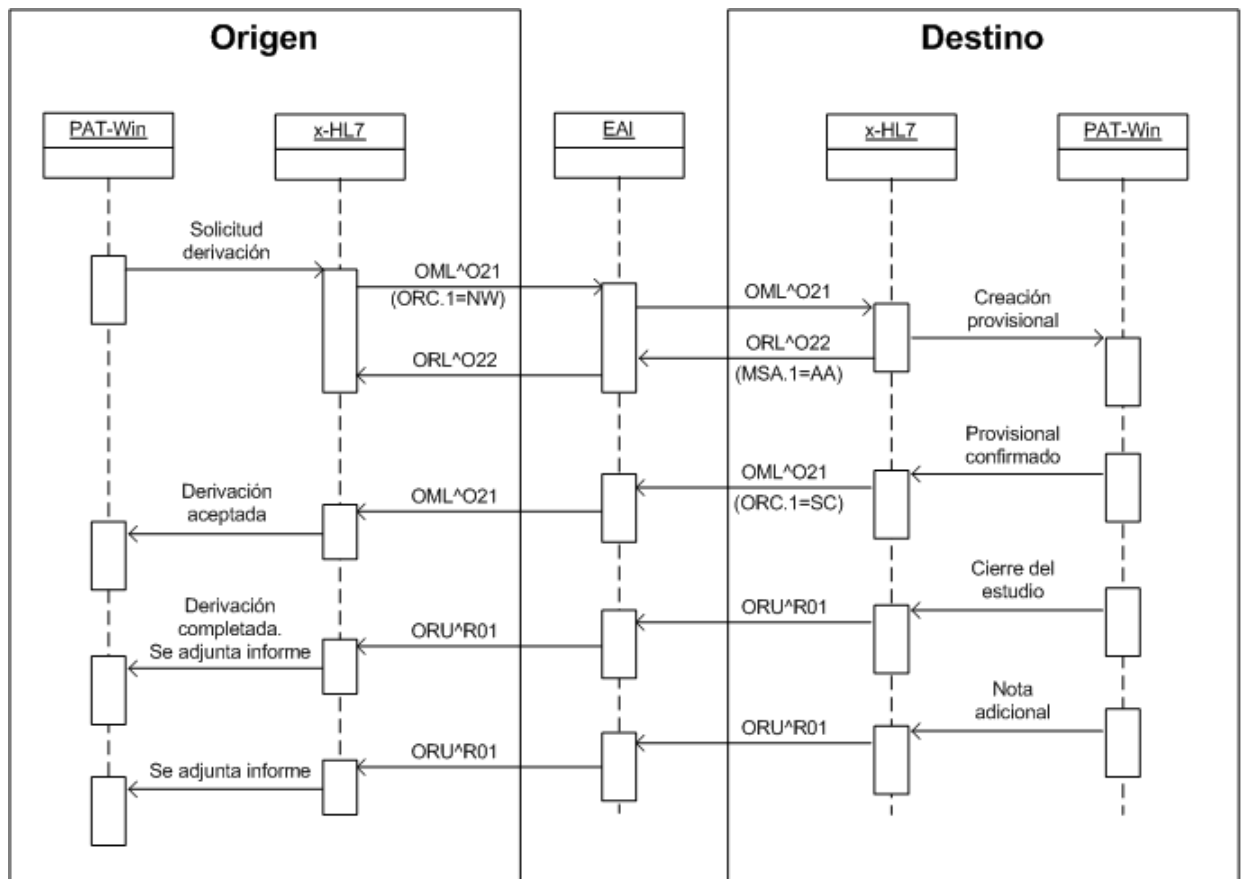 Origen
Destino
PAT-Win
x-HL7
EAI
x-HL7
PAT-Win
Solicitud
derivación
OML^O21
(ORC.1=NW)
OML^O21
Creación
provisional
ORL^O22
ORL^O22
(MSA.1=AA)
Provisional
confirmado
OML^O21
(ORC.1=SC)
OML^O21
Derivación
aceptada
Cierre del
estudio
ORU^R01
ORU^R01
Derivación
completada.
Se adjunta informe
Nota
adicional
ORU^R01
ORU^R01
Se adjunta informe